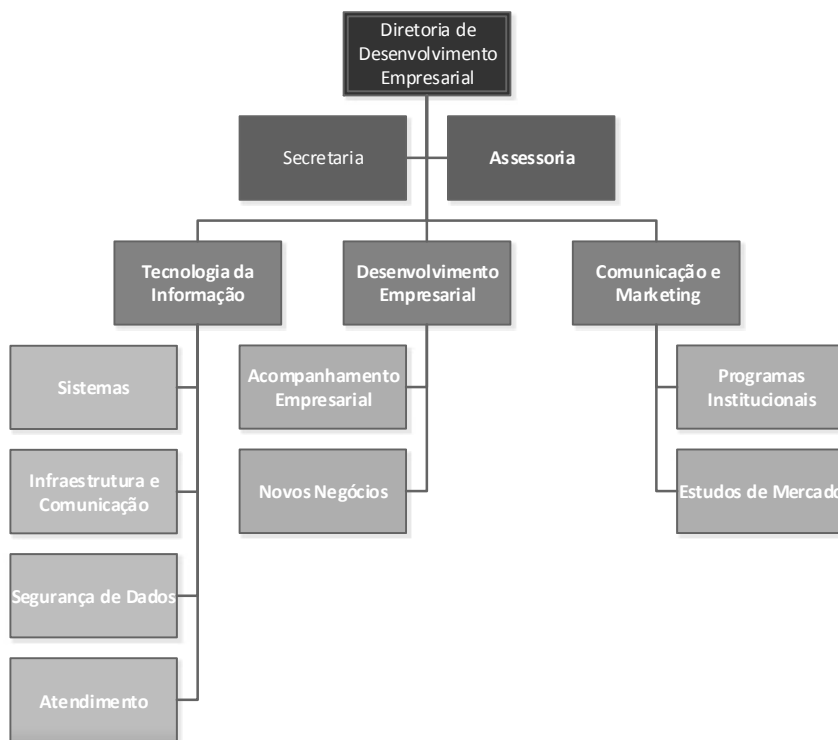 Diretoria de
Desenvolvimento
Empresarial
Secretaria
Assessoria
Tecnologia da
Informação
Desenvolvimento
Empresarial
Comunicação e
Marketing
Sistemas
Acompanhamento
Empresarial
Programas
Institucionais
Infraestrutura e
Comunicação
Novos Negócios
Estudos de Mercado
Segurança de Dados
Atendimento